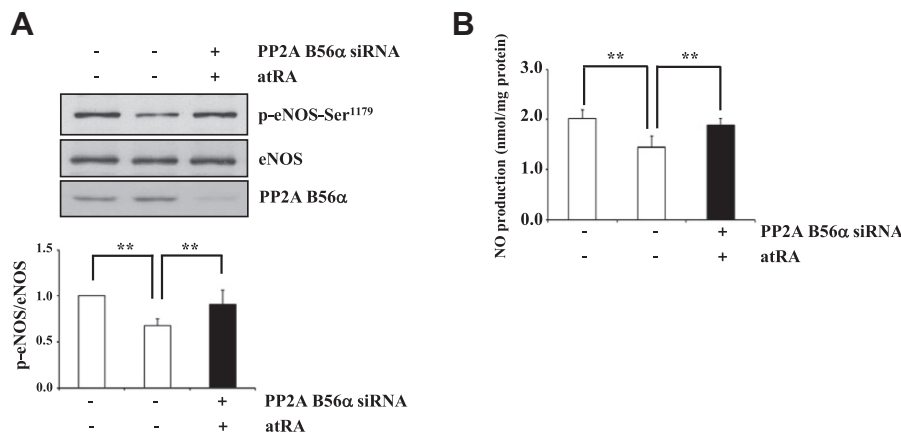 A
- - + PP2A B56α siRNA
- - + atRA
p-eNOS-Ser1179
eNOS
PP2A B56α
p-eNOS/eNOS
1.5
1.0
0.5
0.0
** **
- - + PP2A B56α siRNA
- - + atRA
B
NO production (nmol/mg protein)
3.0
2.0
1.0
0.0
** **
- - + PP2A B56α siRNA
- - + atRA